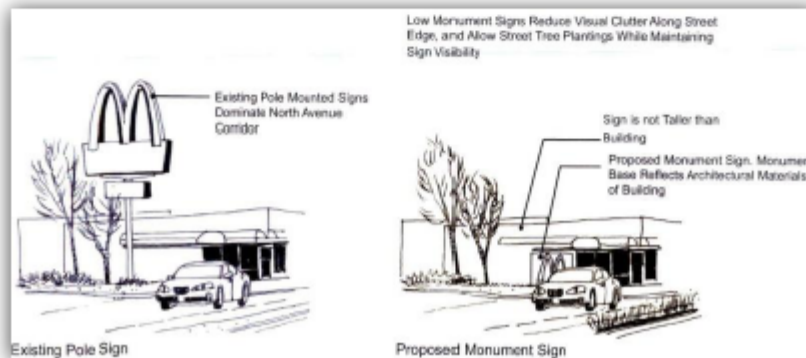 Low Monument Signs Reduce Visual Clutter Along Street
Edge, and Allow Street Tree Plantings While Maintaining
Sign Visibility
Existing Pole Mounted Signs
Dominate North Avenue
Corridor
Sign is not Taller than
Building
Proposed Monument Sign. Monumen
Base Reflects Architectural Materials
of Building
Existing Pole Sign
Proposed Monument Sign